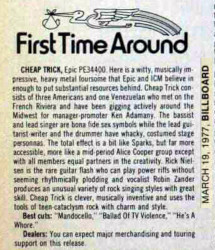 First Time Around
CHEAP TRICK, Epic PE34400. Here is a witty, musically im-
pressive, heavy metal foursome that Epic and ICM believe in
enough to put substantial resources behind. Cheap Trick con-
sists of three Americans and one Venezuelan who met on the
French Riviera and have been gigging actively around the
Midwest for manager-promoter Ken Adamany. The bassist
and lead singer are bona fide sex symbols while the lead gui-
tarist-writer and the drummer have whacky, costumed stage
personnas. The total effect is a bit like Sparks, but far more
accessible, more like a mid-period Alice Cooper group except
with all members equal partners in the creativity. Rick Niel-
sen is the rare guitar flash who can play power riffs without
seeming rhythmically plodding and vocalist Robin Zander
produces an unusual variety of rock singing styles with great
skill. Cheap Trick is clever, musically inventive and uses the
tools of teen-cataclysm rock with charm and style.
Best cuts: "Mandocello," "Ballad Of TV Violence," "He's A
Whore."
Dealers: You can expect major merchandising and touring
support on this release.
MARCH 19, 1977, BILLBOARD